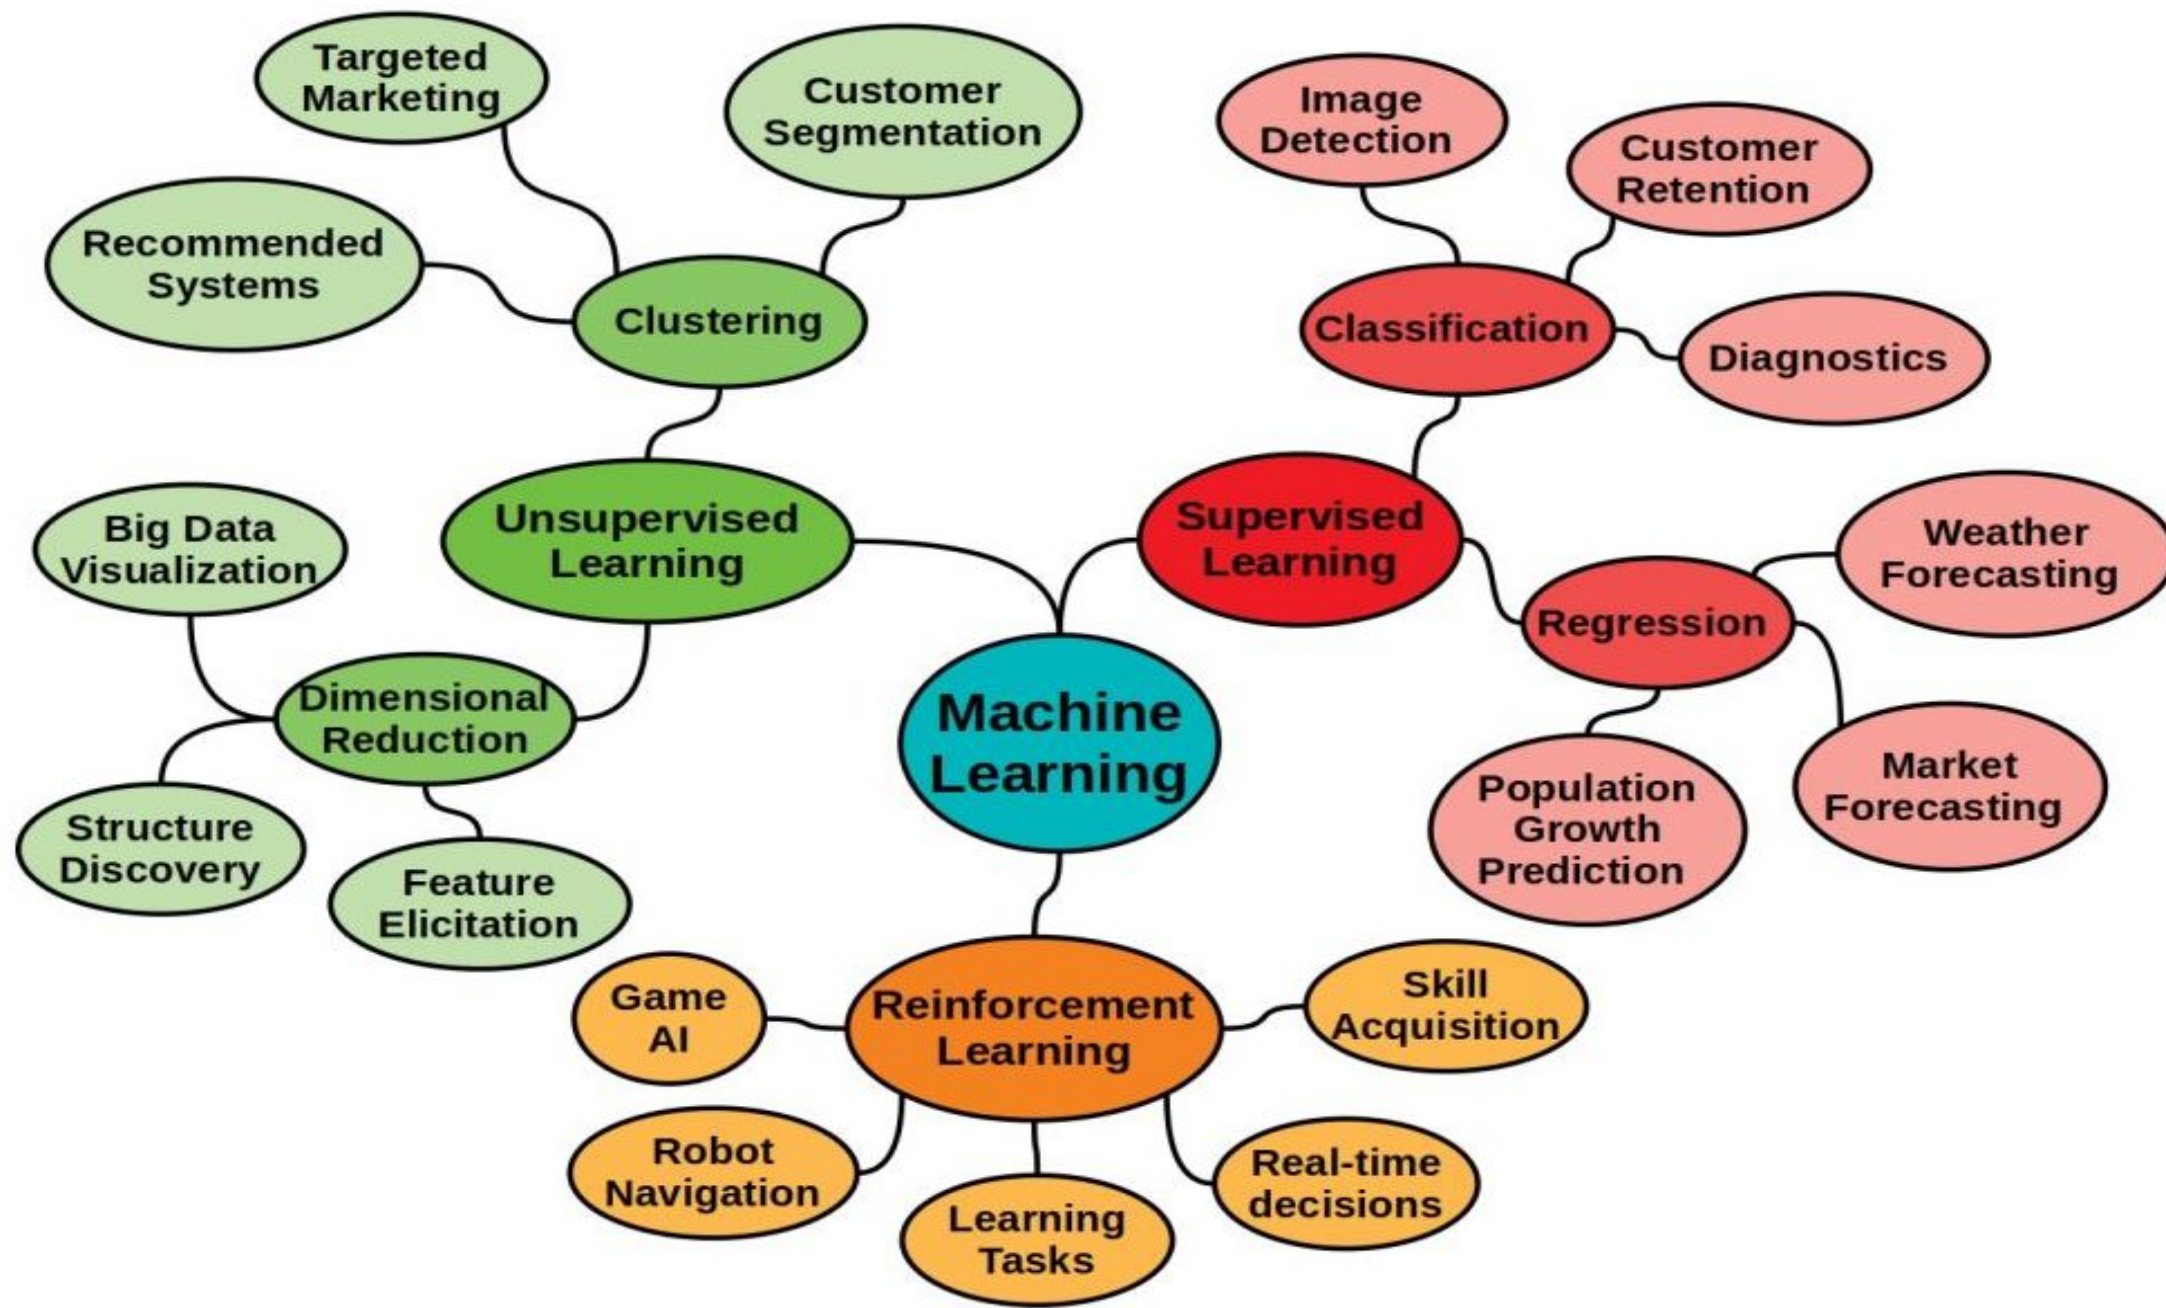 Targeted
Marketing
Customer
Segmentation
Image
Detection
Customer
Retention
Recommended
Systems
Clustering
Classification
Diagnostics
Unsupervised
Learning
Supervised
Learning
Big Data
Visualization
Weather
Forecasting
Regression
Dimensional
Reduction
Machine
Learning
Market
Forecasting
Population
Growth
Prediction
Structure
Discovery
Feature
Elicitation
Game
AI
Reinforcement
Learning
Skill
Acquisition
Robot
Navigation
Real-time
decisions
Learning
Tasks